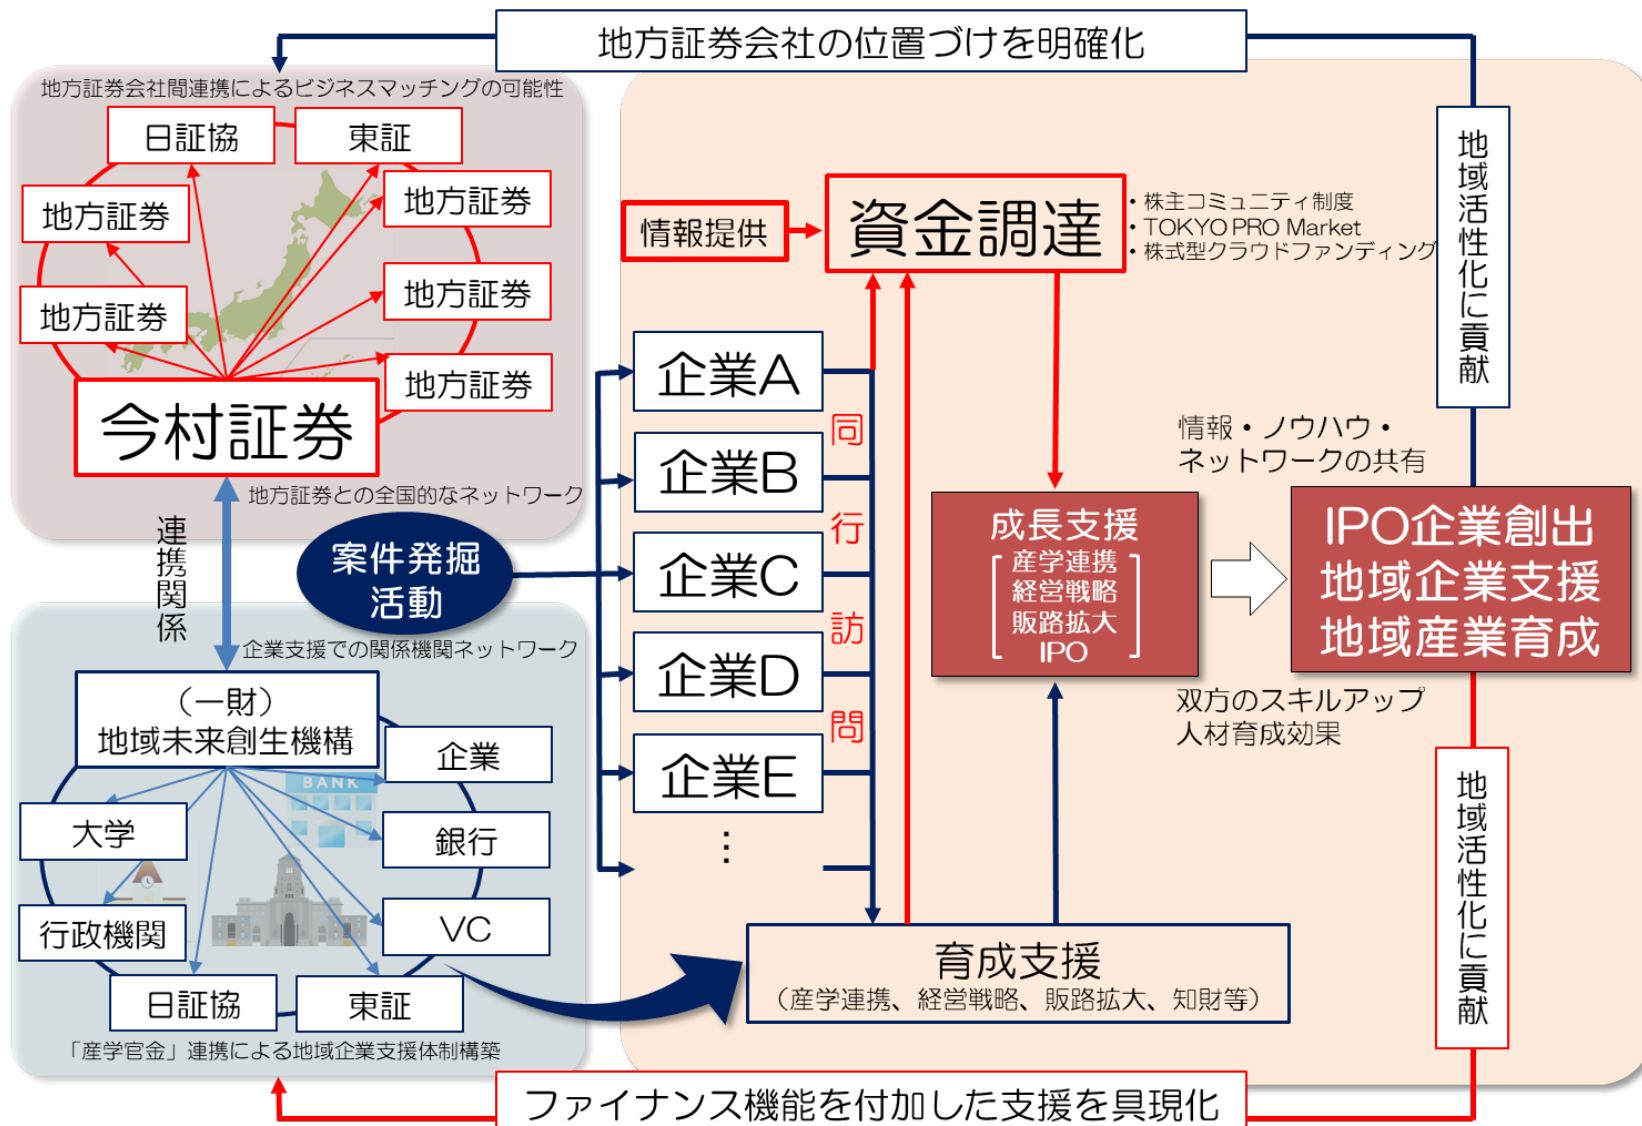 地方証券会社の位置づけを明確化
地方証券会社間連携によるビジネスマッチングの可能性
日証協
東証
地方証券
地方証券
地方証券
地方証券
地方証券
今村証券
地方証券との全国的なネットワーク
連携関係
案件発掘
活動
企業支援での関係機関ネットワーク
（一財）
地域未来創生機構
企業
BANK
大学
銀行
行政機関
VC
日証協
東証
「産学官金」連携による地域企業支援体制構築
情報提供
資金調達
・株主コミュニティ制度
・TOKYO PRO Market
・株式型クラウドファンディング
企業A
企業B
企業C
企業D
企業E
…
同行訪問
成長支援
産学連携
経営戦略
販路拡大
IPO
育成支援
（産学連携、経営戦略、販路拡大、知財等）
情報・ノウハウ・
ネットワークの共有
IPO企業創出
地域企業支援
地域産業育成
双方のスキルアップ
人材育成効果
地域活性化に貢献
地域活性化に貢献
ファイナンス機能を付加した支援を具現化